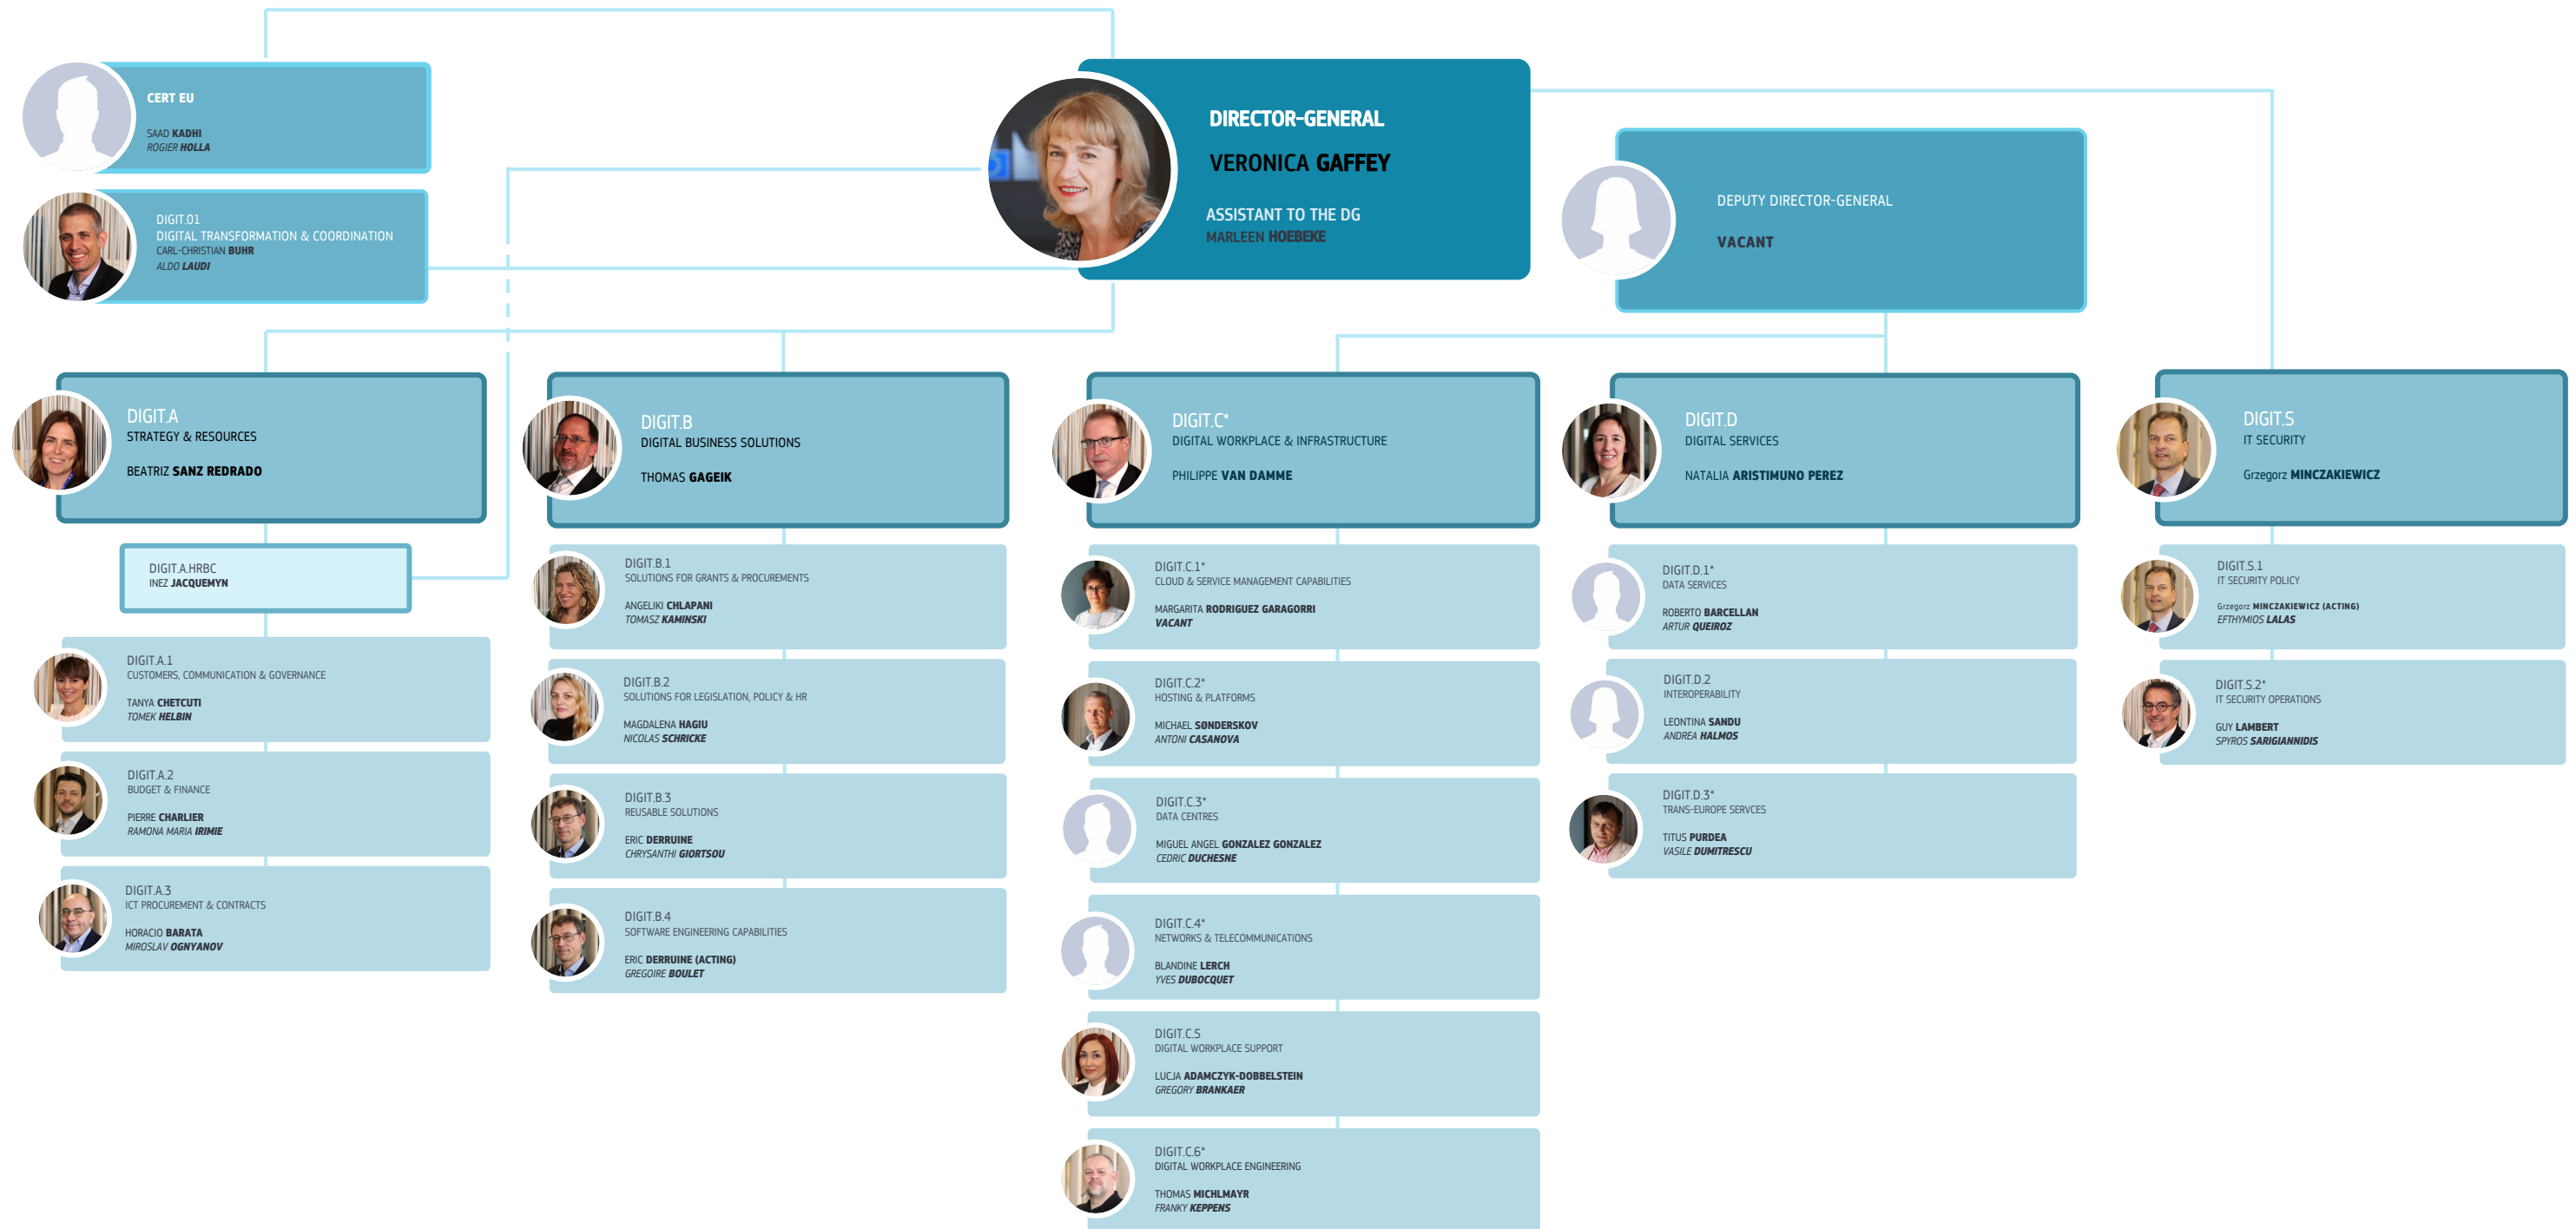 CERT EU
SAAD KADHI
ROGIER HOLLA
DIGIT.01
DIGITAL TRANSFORMATION & COORDINATION
CARL-CHRISTIAN BUHR
ALDO LAUDI
DIRECTOR-GENERAL
VERONICA GAFFEY
ASSISTANT TO THE DG
MARLEEN HOEBEKE
DEPUTY DIRECTOR-GENERAL
VACANT
DIGIT.A
STRATEGY & RESOURCES
BEATRIZ SANZ REDRADO
DIGIT.A.HRBC
INEZ JACQUEMYN
DIGIT.A.1
CUSTOMERS, COMMUNICATION & GOVERNANCE
TANYA CHETCUTI
TOMEK HELBIN
DIGIT.A.2
BUDGET & FINANCE
PIERRE CHARLIER
RAMONA MARIA IRIMIE
DIGIT.A.3
ICT PROCUREMENT & CONTRACTS
HORACIO BARATA
MIROSLAV OGNYANOV
DIGIT.B
DIGITAL BUSINESS SOLUTIONS
THOMAS GAGEIK
DIGIT.B.1
SOLUTIONS FOR GRANTS & PROCUREMENTS
ANGELIKI CHLAPANI
TOMASZ KAMINSKI
DIGIT.B.2
SOLUTIONS FOR LEGISLATION, POLICY & HR
MAGDALENA HAGIU
NICOLAS SCHRICKE
DIGIT.B.3
REUSABLE SOLUTIONS
ERIC DERRUINE
CHRYSANTHI GIORTSOU
DIGIT.B.4
SOFTWARE ENGINEERING CAPABILITIES
ERIC DERRUINE (ACTING)
GREGOIRE BOULET
DIGIT.C*
DIGITAL WORKPLACE & INFRASTRUCTURE
PHILIPPE VAN DAMME
DIGIT.C.1*
CLOUD & SERVICE MANAGEMENT CAPABILITIES
MARGARITA RODRIGUEZ GARAGORRI
VACANT
DIGIT.C.2*
HOSTING & PLATFORMS
MICHAEL SØNDERSKOV
ANTONI CASANOVA
DIGIT.C.3*
DATA CENTRES
MIGUEL ANGEL GONZALEZ GONZALEZ
CEDRIC DUCHESNE
DIGIT.C.4*
NETWORKS & TELECOMMUNICATIONS
BLANDINE LERCH
YVES DUBOCQUET
DIGIT.C.5
DIGITAL WORKPLACE SUPPORT
LUCJA ADAMCZYK-DOBBELSTEIN
GREGORY BRANKAER
DIGIT.C.6*
DIGITAL WORKPLACE ENGINEERING
THOMAS MICHLMAYR
FRANKY KEPPENS
DIGIT.D
DIGITAL SERVICES
NATALIA ARISTIMUNO PEREZ
DIGIT.D.1*
DATA SERVICES
ROBERTO BARCELLAN
ARTUR QUEIROZ
DIGIT.D.2
INTEROPERABILITY
LEONTINA SANDU
ANDREA HALMOS
DIGIT.D.3*
TRANS-EUROPE SERVCES
TITUS PURDEA
VASILE DUMITRESCU
DIGIT.S
IT SECURITY
Grzegorz MINCZAKIEWICZ
DIGIT.S.1
IT SECURITY POLICY
Grzegorz MINCZAKIEWICZ (ACTING)
EFTHYMIOS LALAS
DIGIT.S.2*
IT SECURITY OPERATIONS
GUY LAMBERT
SPYROS SARIGIANNIDIS